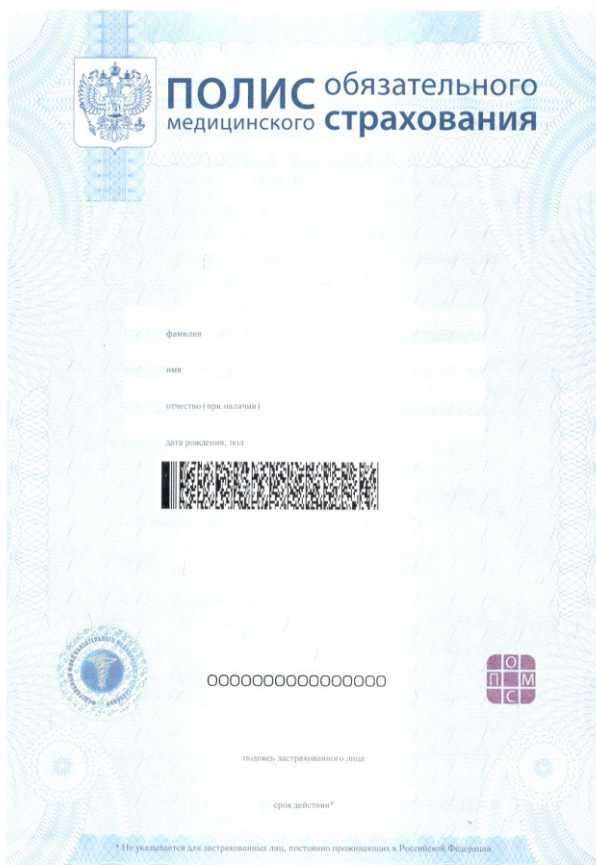 ПОЛИС обязательного
медицинского страхования
фамилия
имя
отчество (при наличии)
дата рождения, пол
0000000000000000
О
П М
С
подпись застрахованного лица
срок действия*
* Не указывается для застрахованных лиц, постоянно проживающих в Российской Федерации